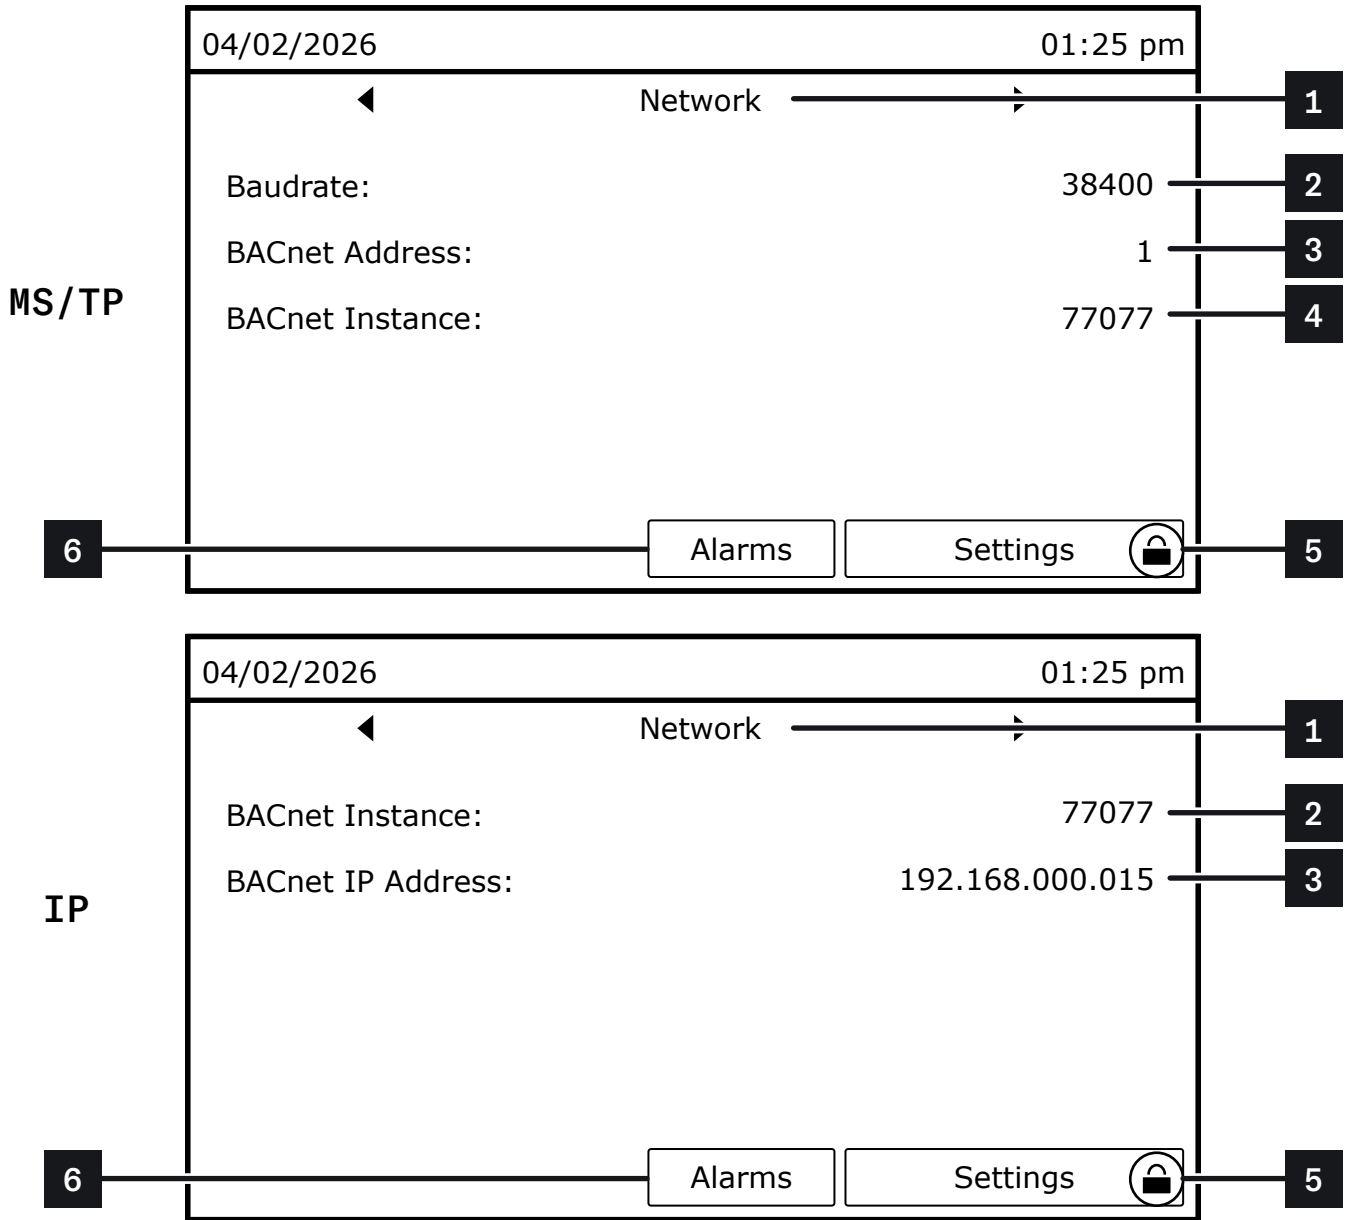 04/02/2026 01:25 pm
Network 1
Baudrate: 38400 2
BACnet Address: 1 3
MS/TP
BACnet Instance: 77077 4
6 Alarms Settings 5
04/02/2026 01:25 pm
Network 1
BACnet Instance: 77077 2
BACnet IP Address: 192.168.000.015 3
IP
6 Alarms Settings 5